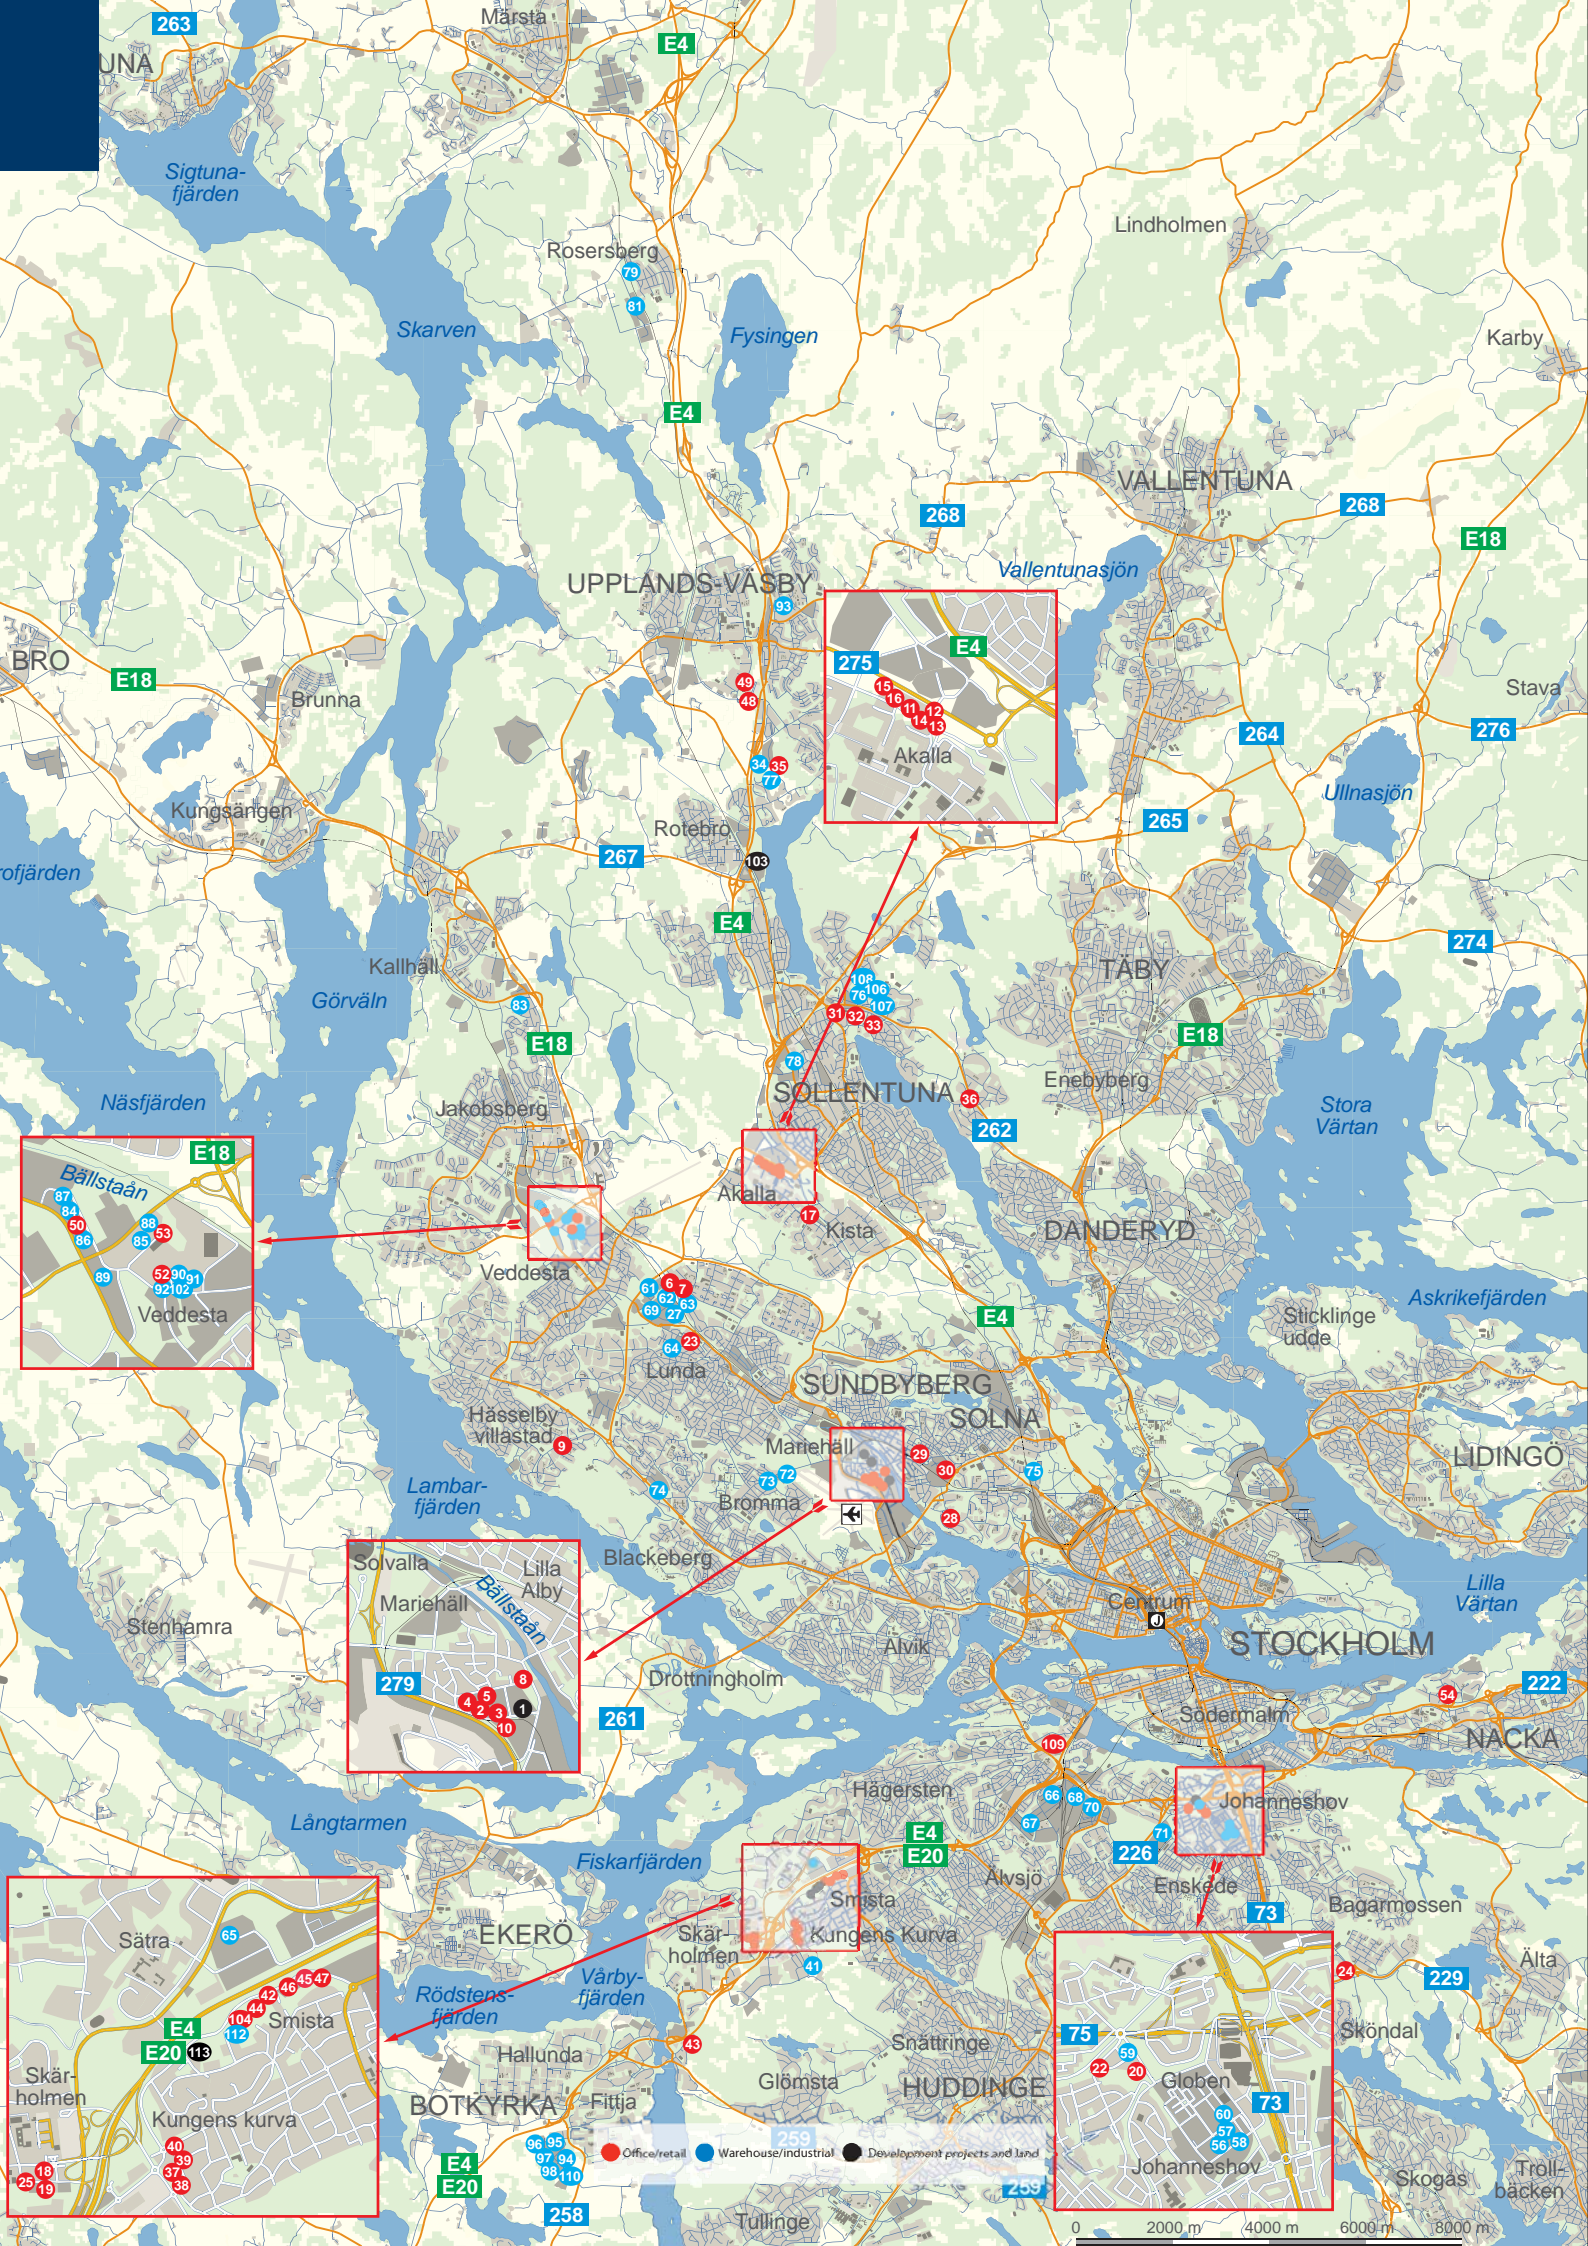 263
Märsta
E4
UNA
Sigtuna-
fjärden
Lindholmen
Rosersberg
79
81
Skarven
Fysingen
Karby
E4
VALLENTUNA
268
268
E18
Vallentunasjön
UPPLANDS-VÄSBY
93
BRO
E18
Brunna
49
48
275
E4
15
16
11
12
14
13
Akalla
Stava
264
276
34
35
77
Ullnasjön
Kungsängen
Rotebro
265
267
103
rofjärden
E4
274
Kallhäll
TÄBY
Görväln
83
108
106
76
107
31
32
33
E18
E18
78
SOLLENTUNA
36
Enebyberg
262
Näsfjärden
Jakobsberg
Stora
Värtan
E18
Bällstaån
87
84
50
86
88
85
53
89
52
90
91
92
102
Veddesta
Akalla
17
Kista
DANDERYD
Veddesta
61
6
7
62
63
69
27
E4
Askrikefjärden
Sticklinge
udde
64
23
Lunda
SUNDBYBERG
SOLNA
Hässelby
villastad
9
Mariehäll
29
30
75
LIDINGÖ
Lambar-
fjärden
74
73
72
Bromma
28
Solvalla
Lilla
Alby
Bällstaån
Mariehäll
279
8
5
4
2
3
1
10
Blackeberg
Lilla
Värtan
Centrum
J
STOCKHOLM
Stenhamra
Alvik
Drottningholm
261
54
222
Södermalm
NACKA
109
Hägersten
66
68
70
67
Johanneshov
Långtarmen
E4
E20
71
226
Fiskarfjärden
Älvsjö
Enskede
Smista
73
Bagarmossen
EKERÖ
Skär-
holmen
Kungens Kurva
41
Älta
Sätra
65
45
47
46
42
44
104
Smista
112
E4
E20
113
Skär-
holmen
Kungens kurva
40
39
37
38
18
25
19
Rödstens-
fjärden
Vårby-
fjärden
24
229
Hallunda
43
Snättringe
75
59
22
20
Globen
73
60
57
56
58
Johanneshov
Sköndal
BOTKYRKA
Fittja
Glömsta
HUDDINGE
96
95
97
94
98
110
E4
E20
Office/retail
Warehouse/industrial
Development projects and land
259
259
Skogås
Troll-
bäcken
258
Tullinge
0
2000 m
4000 m
6000 m
8000 m